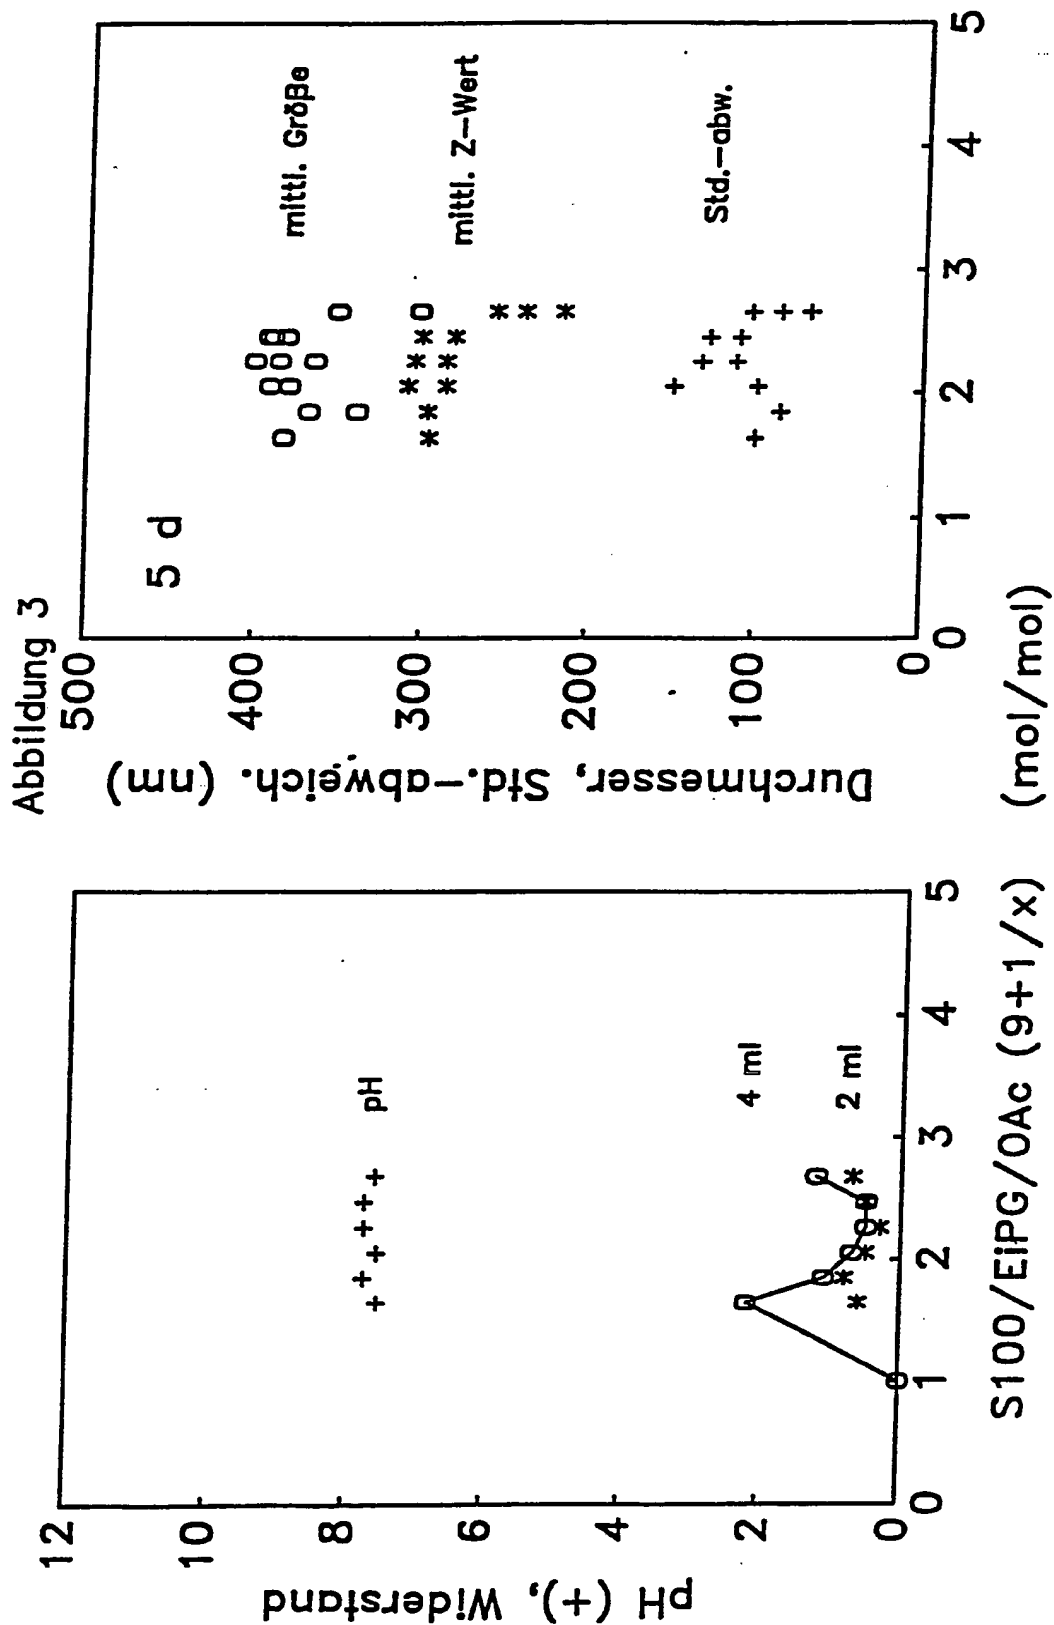 Abbildung 3
pH (+), Widerstand
12
10
8
6
4
2
0
pH
4 ml
2 ml
0
1
2
3
4
5
Durchmesser, Std.-abweich. (nm)
500
400
300
200
100
0
5 d
mittl. Größe
mittl. Z-Wert
Std.-abw.
0
1
2
3
4
5
S100/EiPG/OAc (9+1/x) (mol/mol)